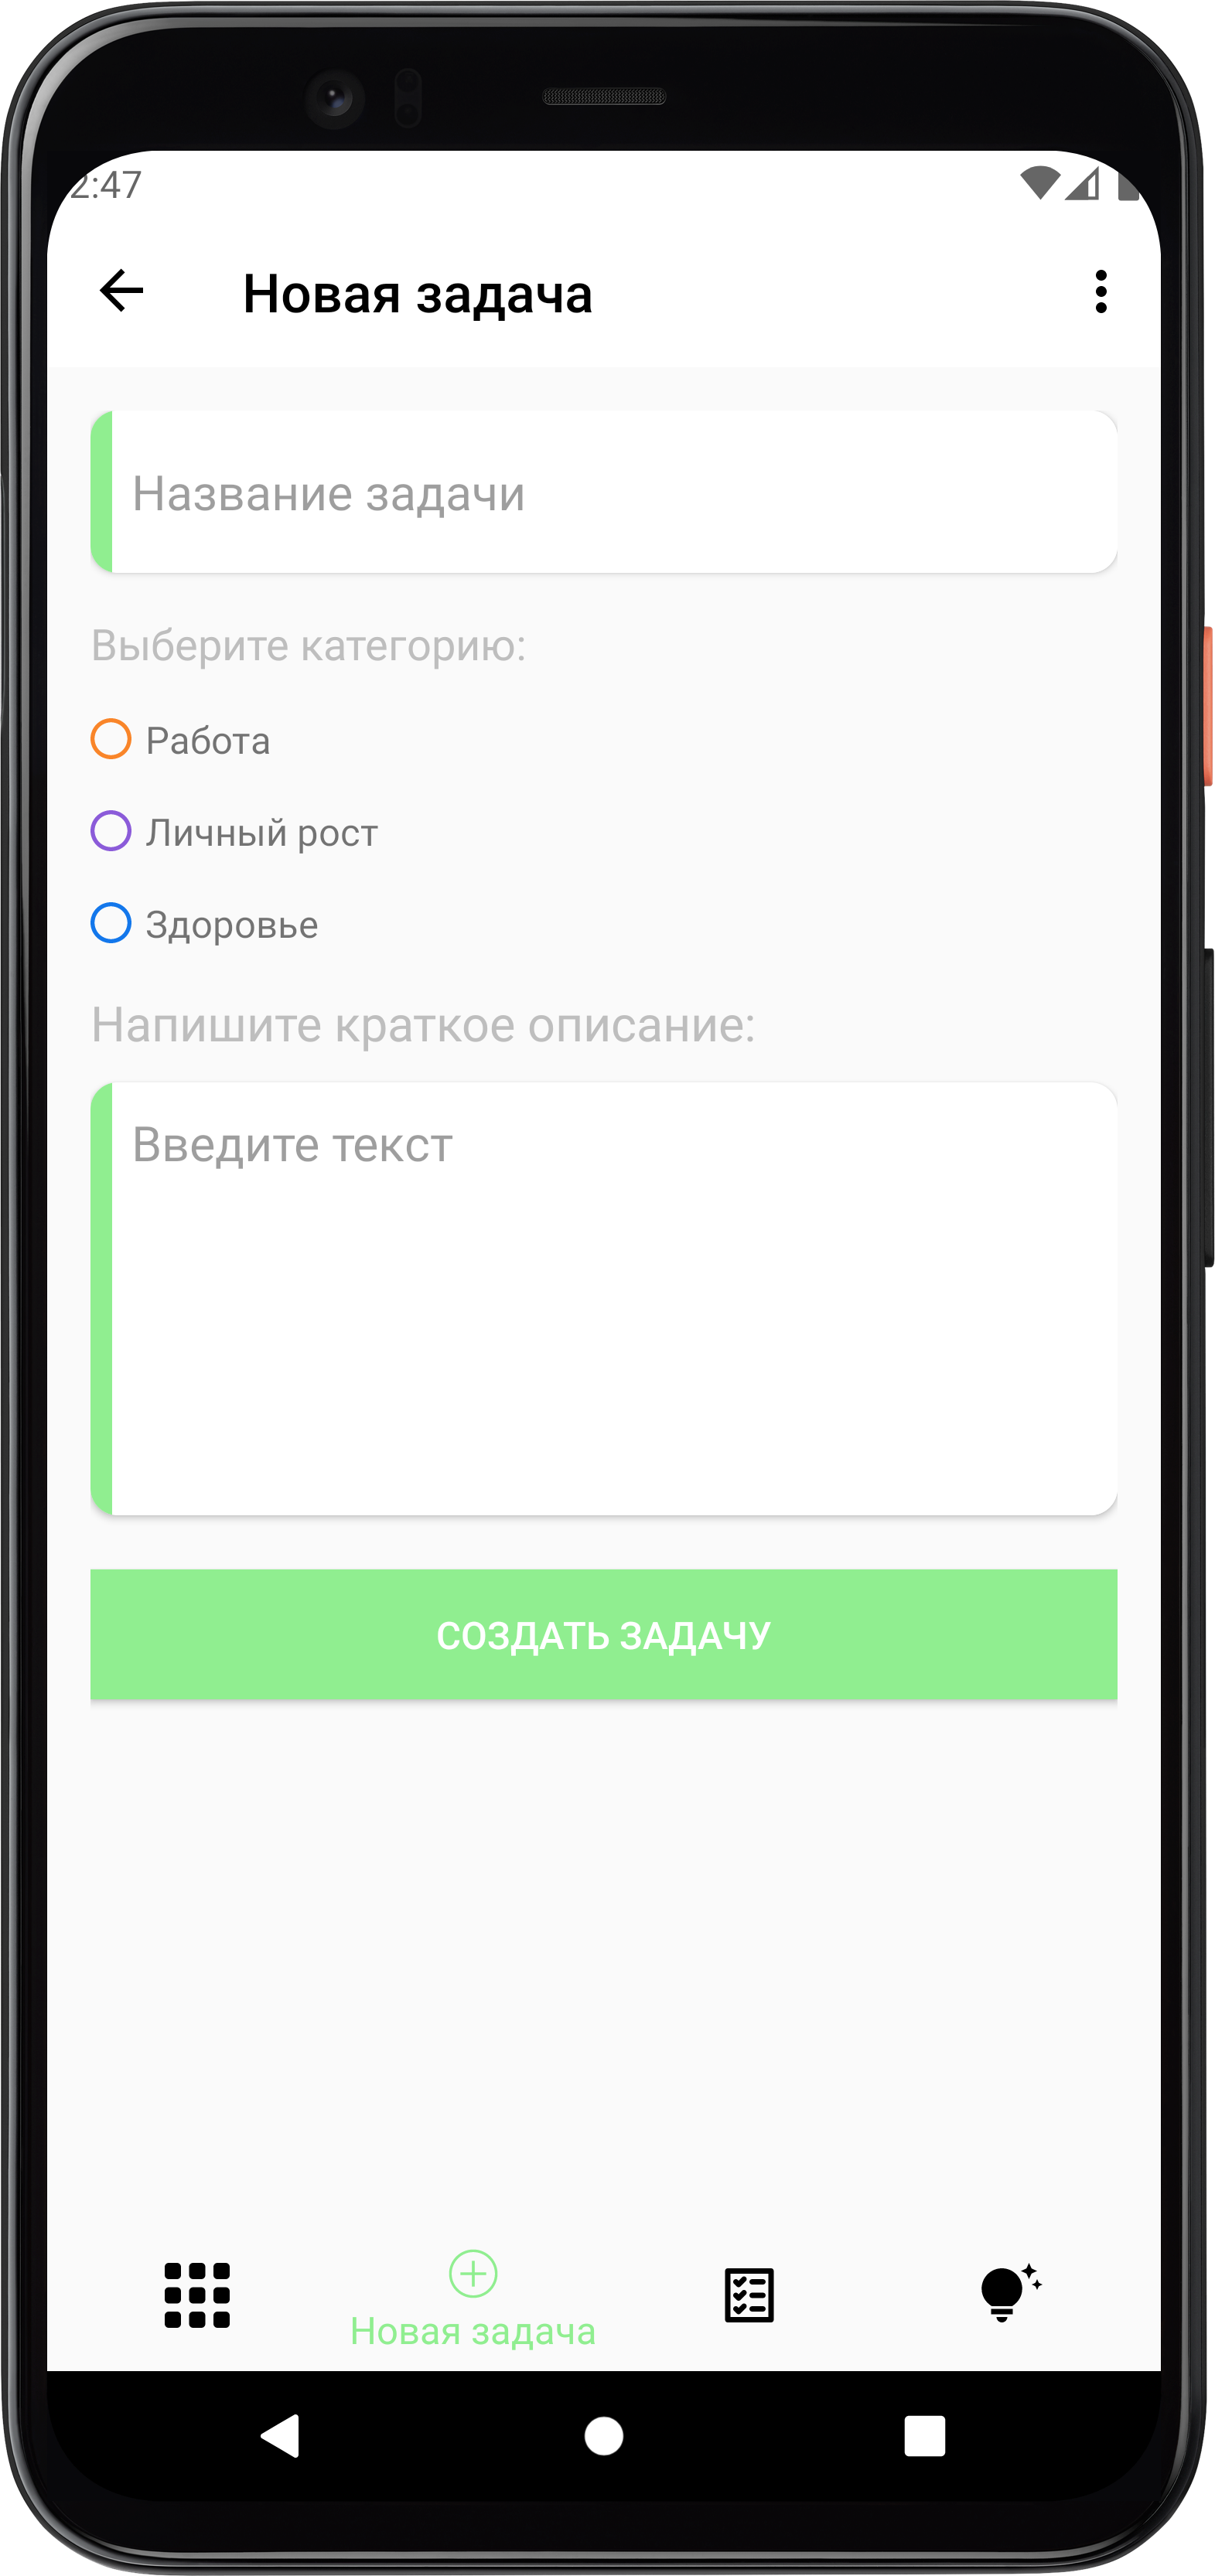 2:47
Новая задача
Название задачи
Выберите категорию:
Работа
Личный рост
Здоровье
Напишите краткое описание:
Введите текст
СОЗДАТЬ ЗАДАЧУ
Новая задача